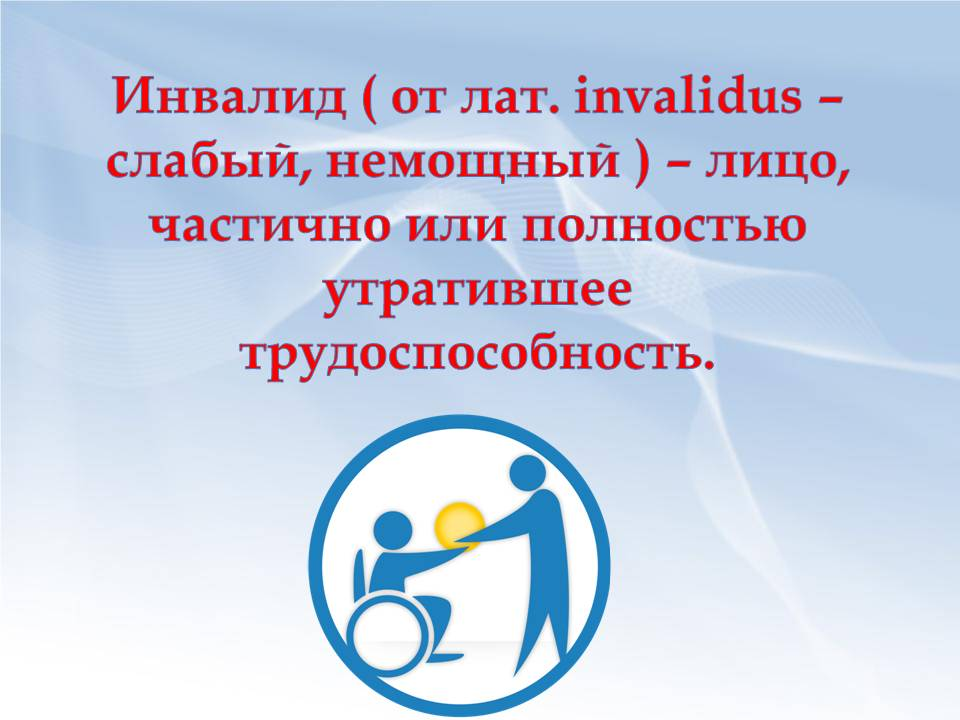 Инвалид ( от лат. invalidus –
слабый, немощный ) – лицо,
частично или полностью
утратившее
трудоспособность.